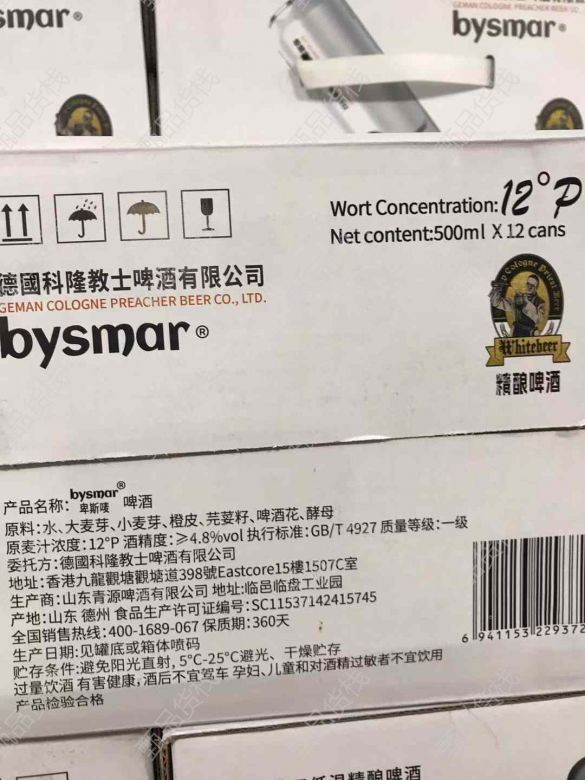 smar®
GEMAN COLOGNE PREACHER BEER CO.,
bysmar®
Wort Concentration: 12°P
Net content:500ml X 12 cans
德國科隆教士啤酒有限公司
GEMAN COLOGNE PREACHER BEER CO., LTD.
bysmar®
Cologne Priest Beer
Whitebeer
精酿啤酒
产品名称: bysmar® 卑斯唛 啤酒
原料:水、大麦芽、小麦芽、橙皮、芫荽籽、啤酒花、酵母
原麦汁浓度:12°P 酒精度:≥4.8%vol 执行标准:GB/T 4927 质量等级:一级
委托方:德國科隆教士啤酒有限公司
地址:香港九龍觀塘觀塘道398號Eastcore15樓1507C室
生产商:山东青源啤酒有限公司 地址:临邑临盘工业园
产地:山东 德州 食品生产许可证编号:SC11537142415745
全国销售热线:400-1689-067 保质期:360天
生产日期:见罐底或箱体喷码
贮存条件:避免阳光直射, 5°C-25°C避光、干燥贮存
过量饮酒 有害健康,酒后不宜驾车 孕妇、儿童和对酒精过敏者不宜饮用
产品检验合格
6 941153 229372
精酿啤酒